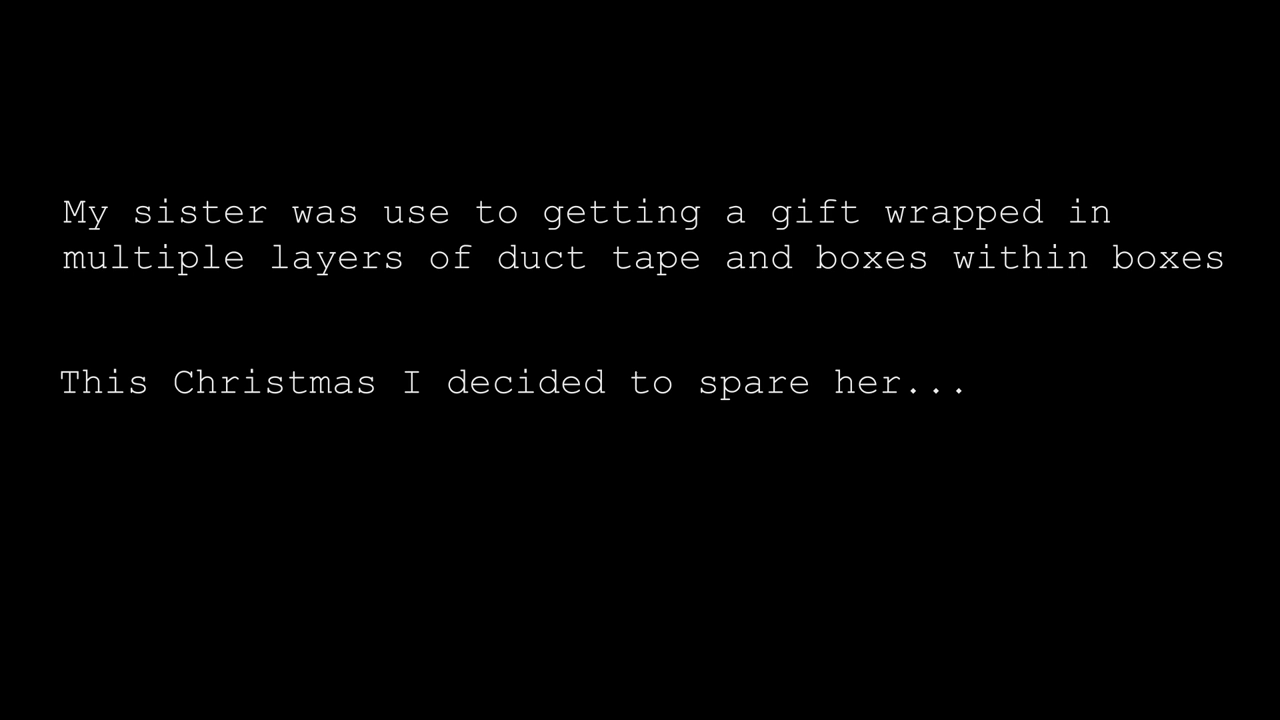 My sister was use to getting a gift wrapped in
multiple layers of duct tape and boxes within boxes
This Christmas I decided to spare her...